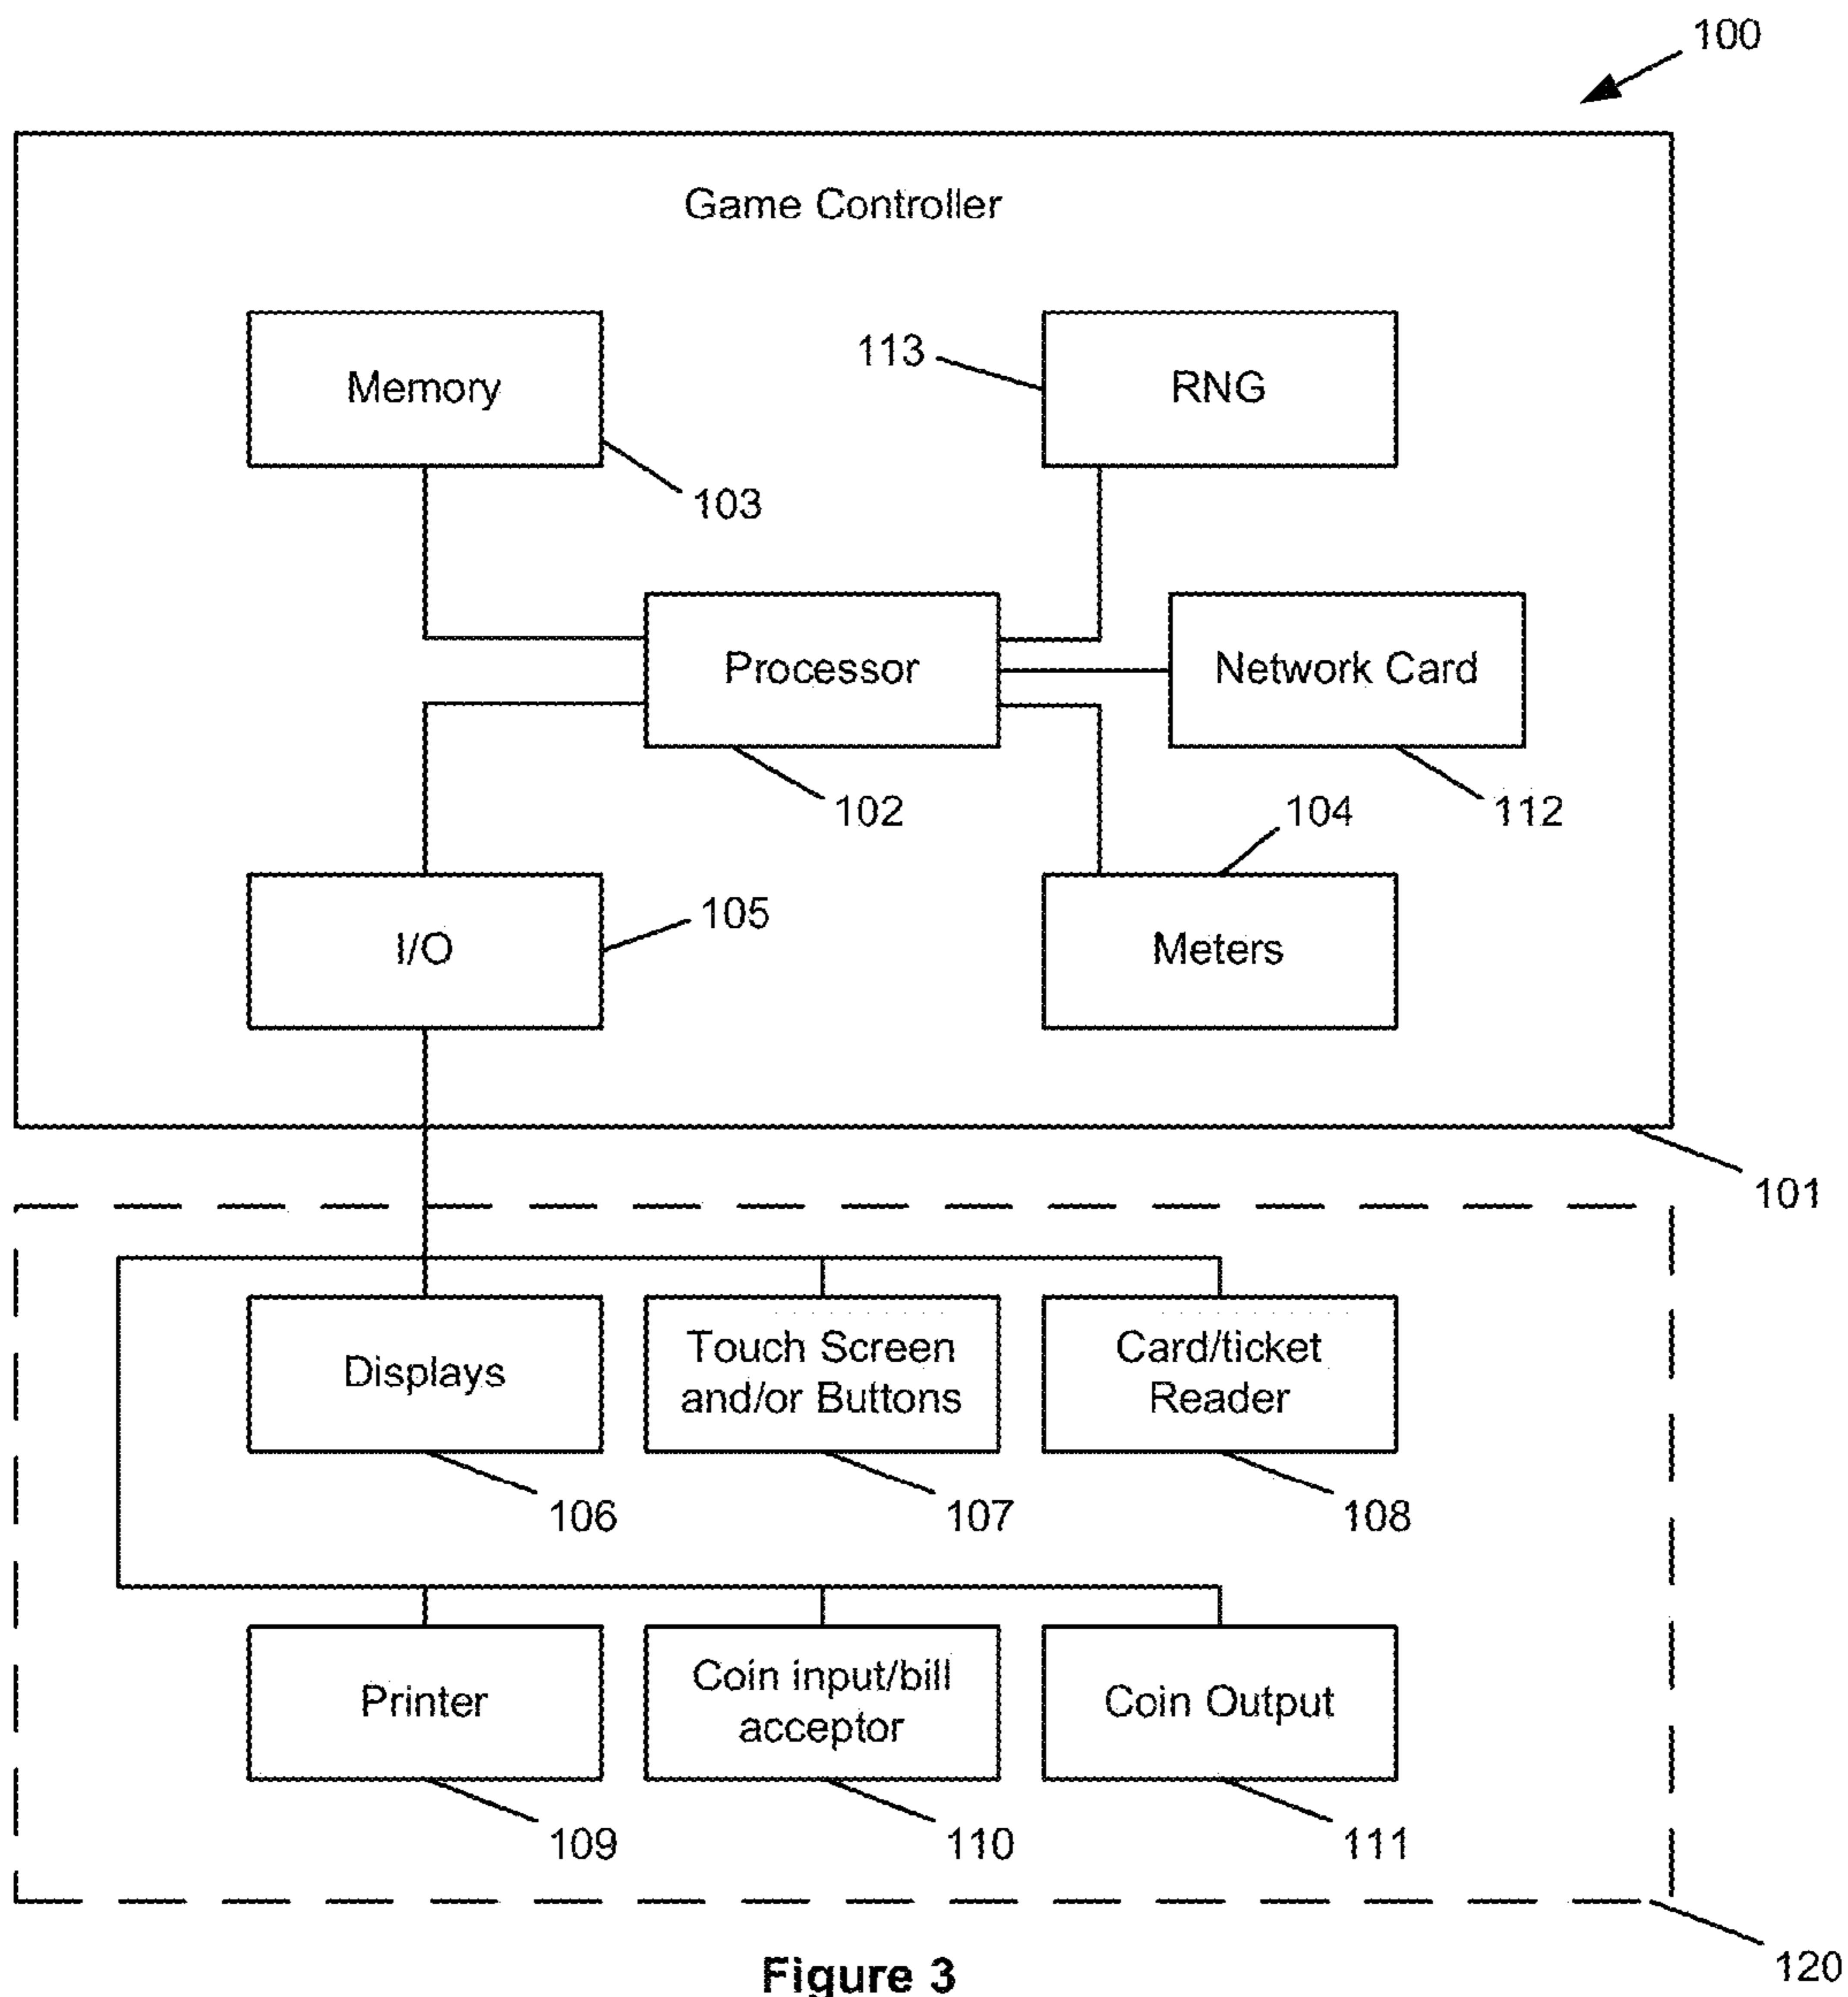 100
Game Controller
Memory
113
RNG
103
Processor
Network Card
102
104
112
I/O
105
Meters
101
Displays
Touch Screen
and/or Buttons
Card/ticket
Reader
106
107
108
Printer
Coin input/bill
acceptor
Coin Output
109
110
111
120
Figure 3